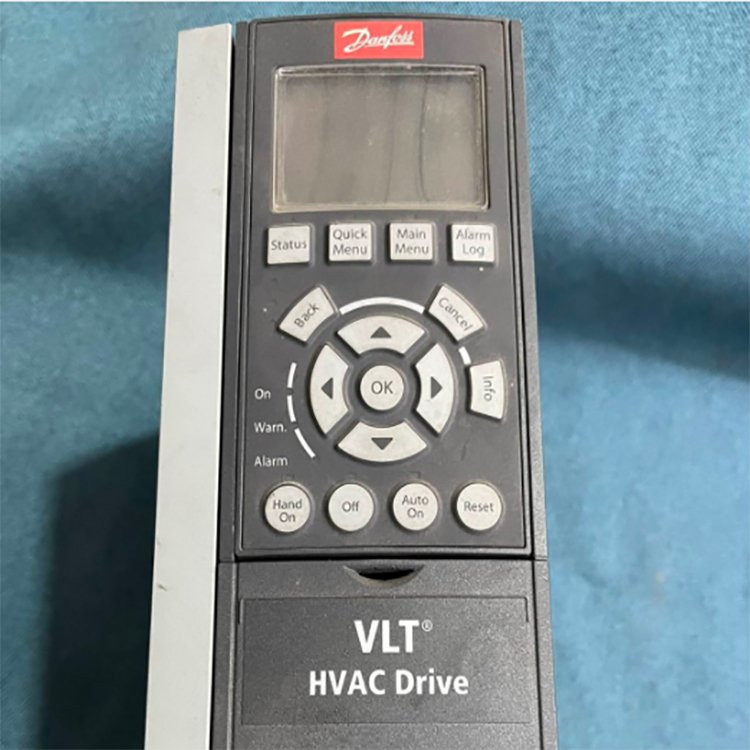 Danfoss
Status
Quick
Menu
Main
Menu
Alarm
Log
Back
Cancel
OK
Info
On
Warn.
Alarm
Hand
On
Off
Auto
On
Reset
VLT®
HVAC Drive